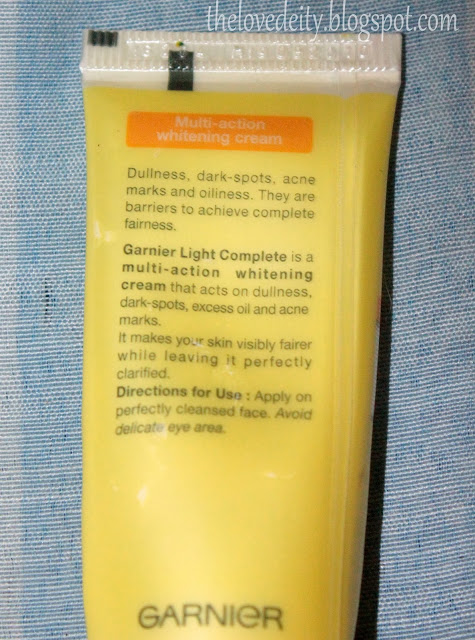 thelovedeity.blogspot.com
Multi-action
whitening cream
Dullness, dark-spots, acne
marks and oiliness. They are
barriers to achieve complete
fairness.
Garnier Light Complete is a
multi-action whitening
cream that acts on dullness,
dark-spots, excess oil and acne
marks.
It makes your skin visibly fairer
while leaving it perfectly
clarified.
Directions for Use : Apply on
perfectly cleansed face. Avoid
delicate eye area.
GARNIER